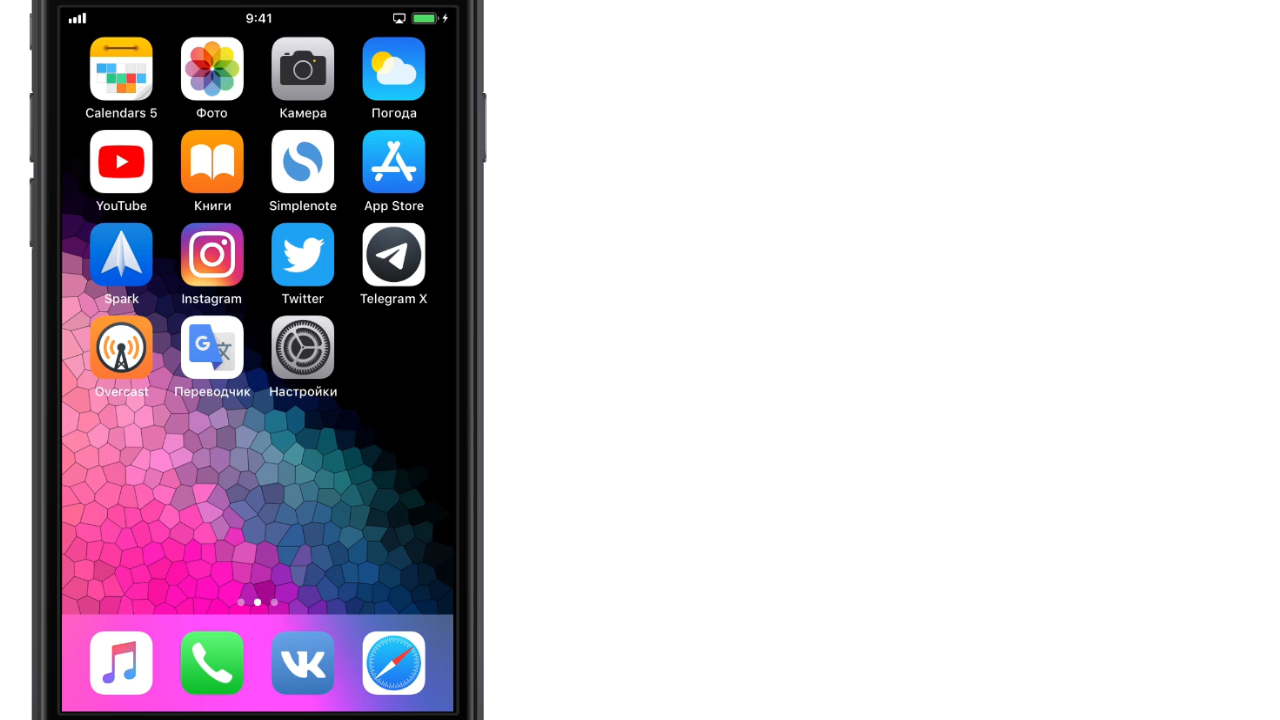 9:41
Calendars 5 Фото Камера Погода
YouTube Книги Simplenote App Store
Spark Instagram Twitter Telegram X
G 文
Overcast Переводчик Настройки